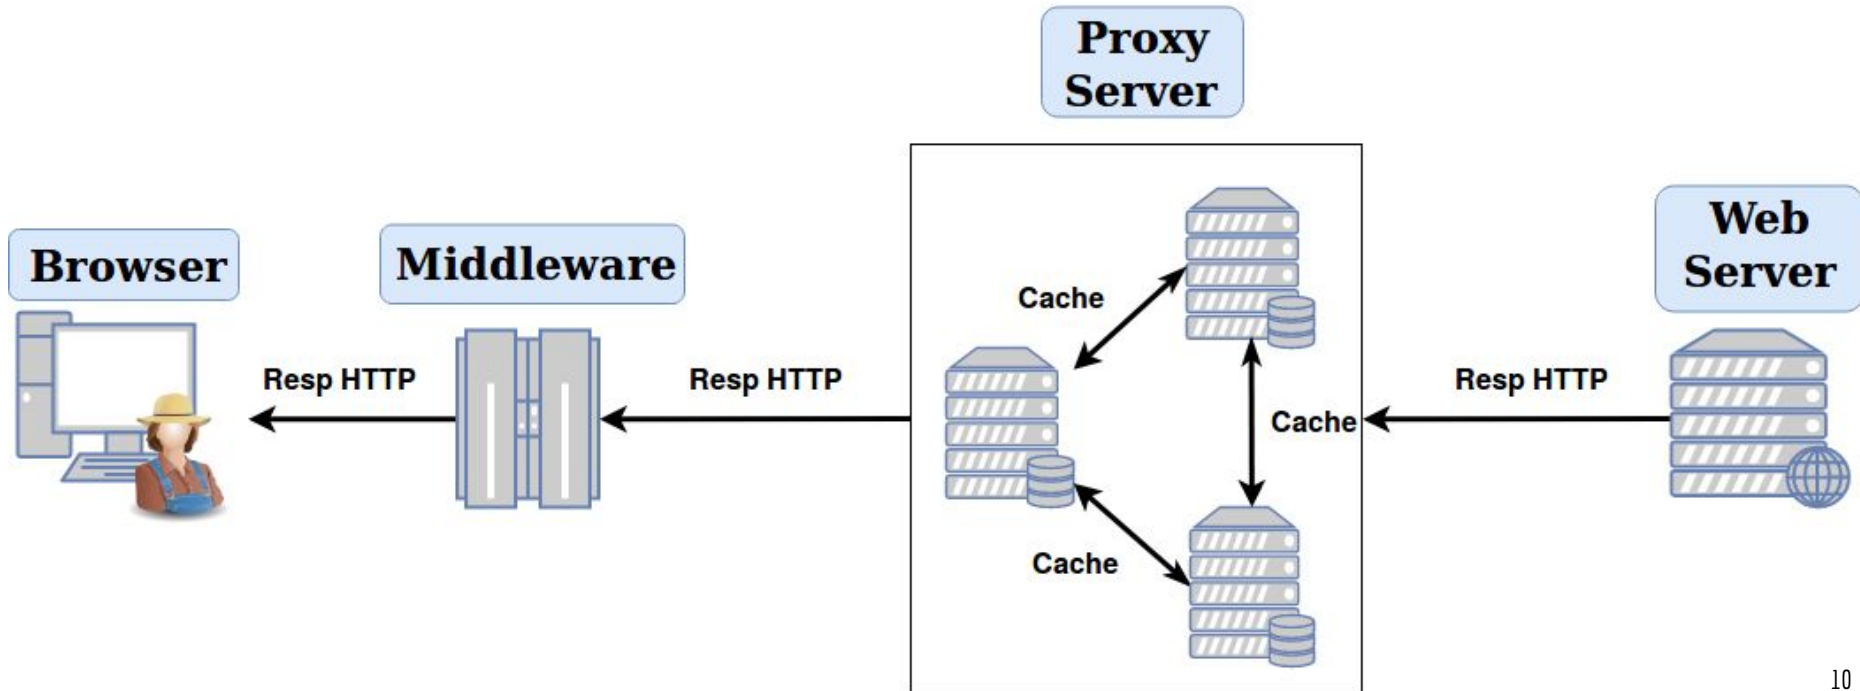 Proxy
Server
Web
Server
Browser
Middleware
Cache
Resp HTTP
Resp HTTP
Resp HTTP
Cache
Cache
10